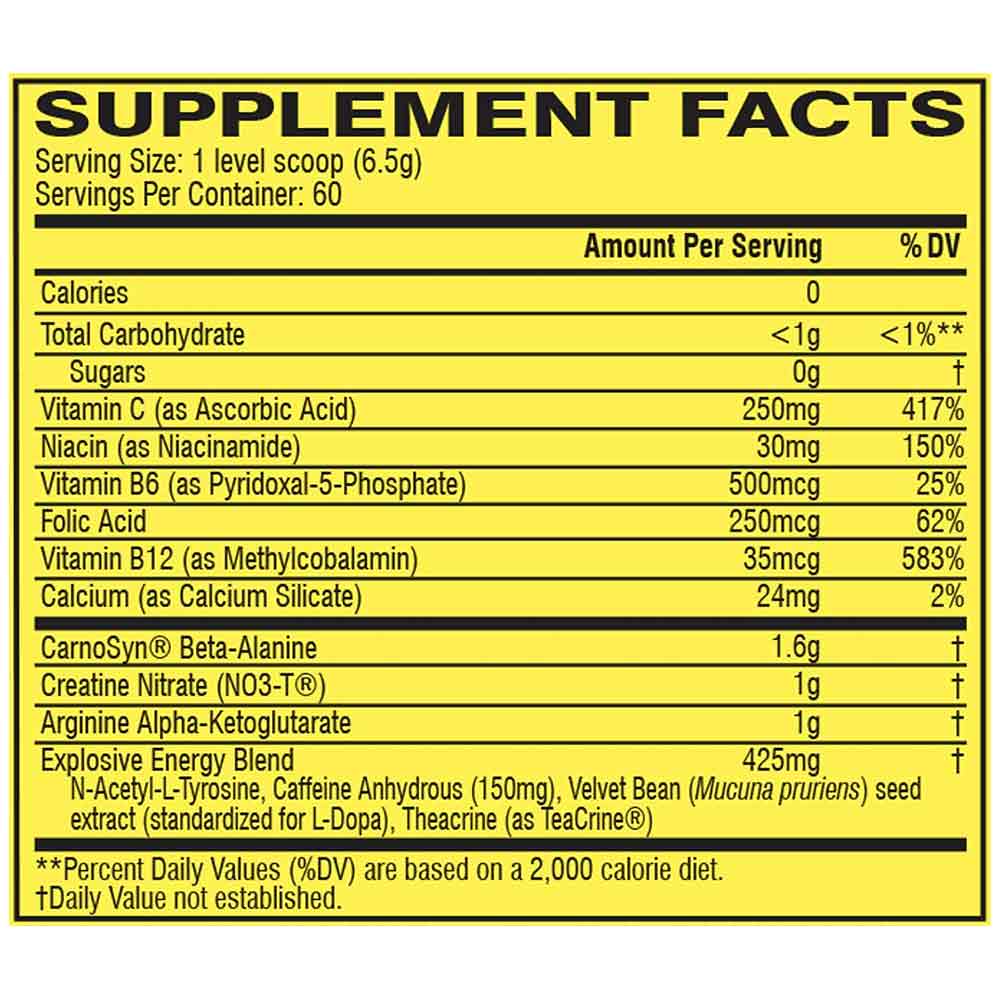 SUPPLEMENT FACTS
Serving Size: 1 level scoop (6.5g)
Servings Per Container: 60
Amount Per Serving % DV
Calories 0
Total Carbohydrate <1g <1%**
Sugars 0g †
Vitamin C (as Ascorbic Acid) 250mg 417%
Niacin (as Niacinamide) 30mg 150%
Vitamin B6 (as Pyridoxal-5-Phosphate) 500mcg 25%
Folic Acid 250mcg 62%
Vitamin B12 (as Methylcobalamin) 35mcg 583%
Calcium (as Calcium Silicate) 24mg 2%
CarnoSyn® Beta-Alanine 1.6g †
Creatine Nitrate (NO3-T®) 1g †
Arginine Alpha-Ketoglutarate 1g †
Explosive Energy Blend 425mg †
N-Acetyl-L-Tyrosine, Caffeine Anhydrous (150mg), Velvet Bean (Mucuna pruriens) seed
extract (standardized for L-Dopa), Theacrine (as TeaCrine®)
**Percent Daily Values (%DV) are based on a 2,000 calorie diet.
†Daily Value not established.